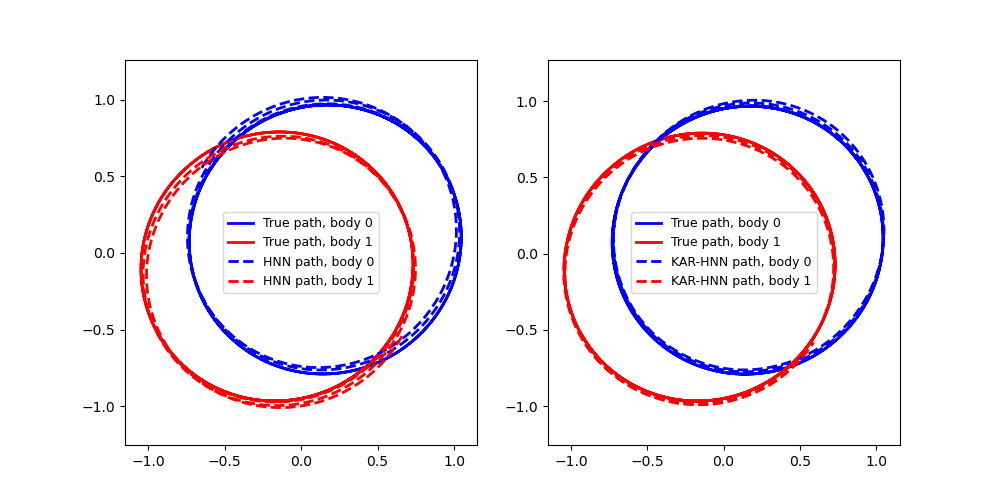 1.0
0.5
0.0
−0.5
−1.0
−1.0 −0.5 0.0 0.5 1.0
True path, body 0
True path, body 1
HNN path, body 0
HNN path, body 1
1.0
0.5
0.0
−0.5
−1.0
−1.0 −0.5 0.0 0.5 1.0
True path, body 0
True path, body 1
KAR-HNN path, body 0
KAR-HNN path, body 1